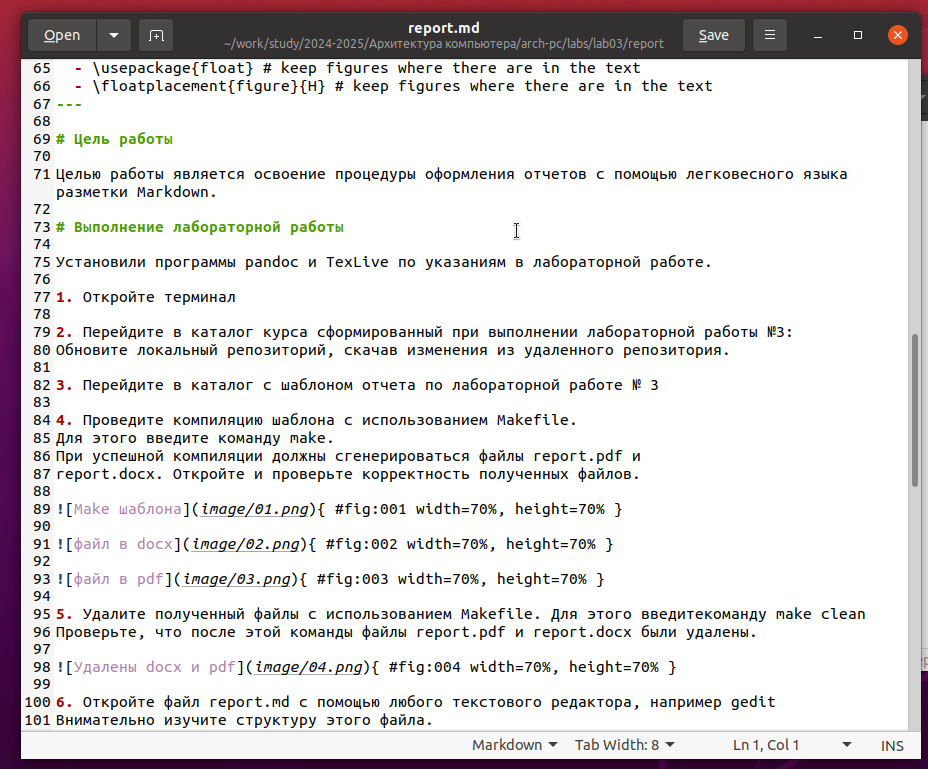 Open
report.md
~/work/study/2024-2025/Архитектура компьютера/arch-pc/labs/lab03/report
Save
65 - \usepackage{float} # keep figures where there are in the text
66 - \floatplacement{figure}{H} # keep figures where there are in the text
67 ---
68
69 # Цель работы
70
71 Целью работы является освоение процедуры оформления отчетов с помощью легковесного языка
разметки Markdown.
72
73 # Выполнение лабораторной работы
74
75 Установили программы pandoc и TexLive по указаниям в лабораторной работе.
76
77 1. Откройте терминал
78
79 2. Перейдите в каталог курса сформированный при выполнении лабораторной работы №3:
80 Обновите локальный репозиторий, скачав изменения из удаленного репозитория.
81
82 3. Перейдите в каталог с шаблоном отчета по лабораторной работе № 3
83
84 4. Проведите компиляцию шаблона с использованием Makefile.
85 Для этого введите команду make.
86 При успешной компиляции должны сгенерироваться файлы report.pdf и
87 report.docx. Откройте и проверьте корректность полученных файлов.
88
89 ![Make шаблона](image/01.png){ #fig:001 width=70%, height=70% }
90
91 ![файл в docx](image/02.png){ #fig:002 width=70%, height=70% }
92
93 ![файл в pdf](image/03.png){ #fig:003 width=70%, height=70% }
94
95 5. Удалите полученный файлы с использованием Makefile. Для этого введитекоманду make clean
96 Проверьте, что после этой команды файлы report.pdf и report.docx были удалены.
97
98 ![Удалены docx и pdf](image/04.png){ #fig:004 width=70%, height=70% }
99
100 6. Откройте файл report.md c помощью любого текстового редактора, например gedit
101 Внимательно изучите структуру этого файла.
Markdown Tab Width: 8 Ln 1, Col 1 INS